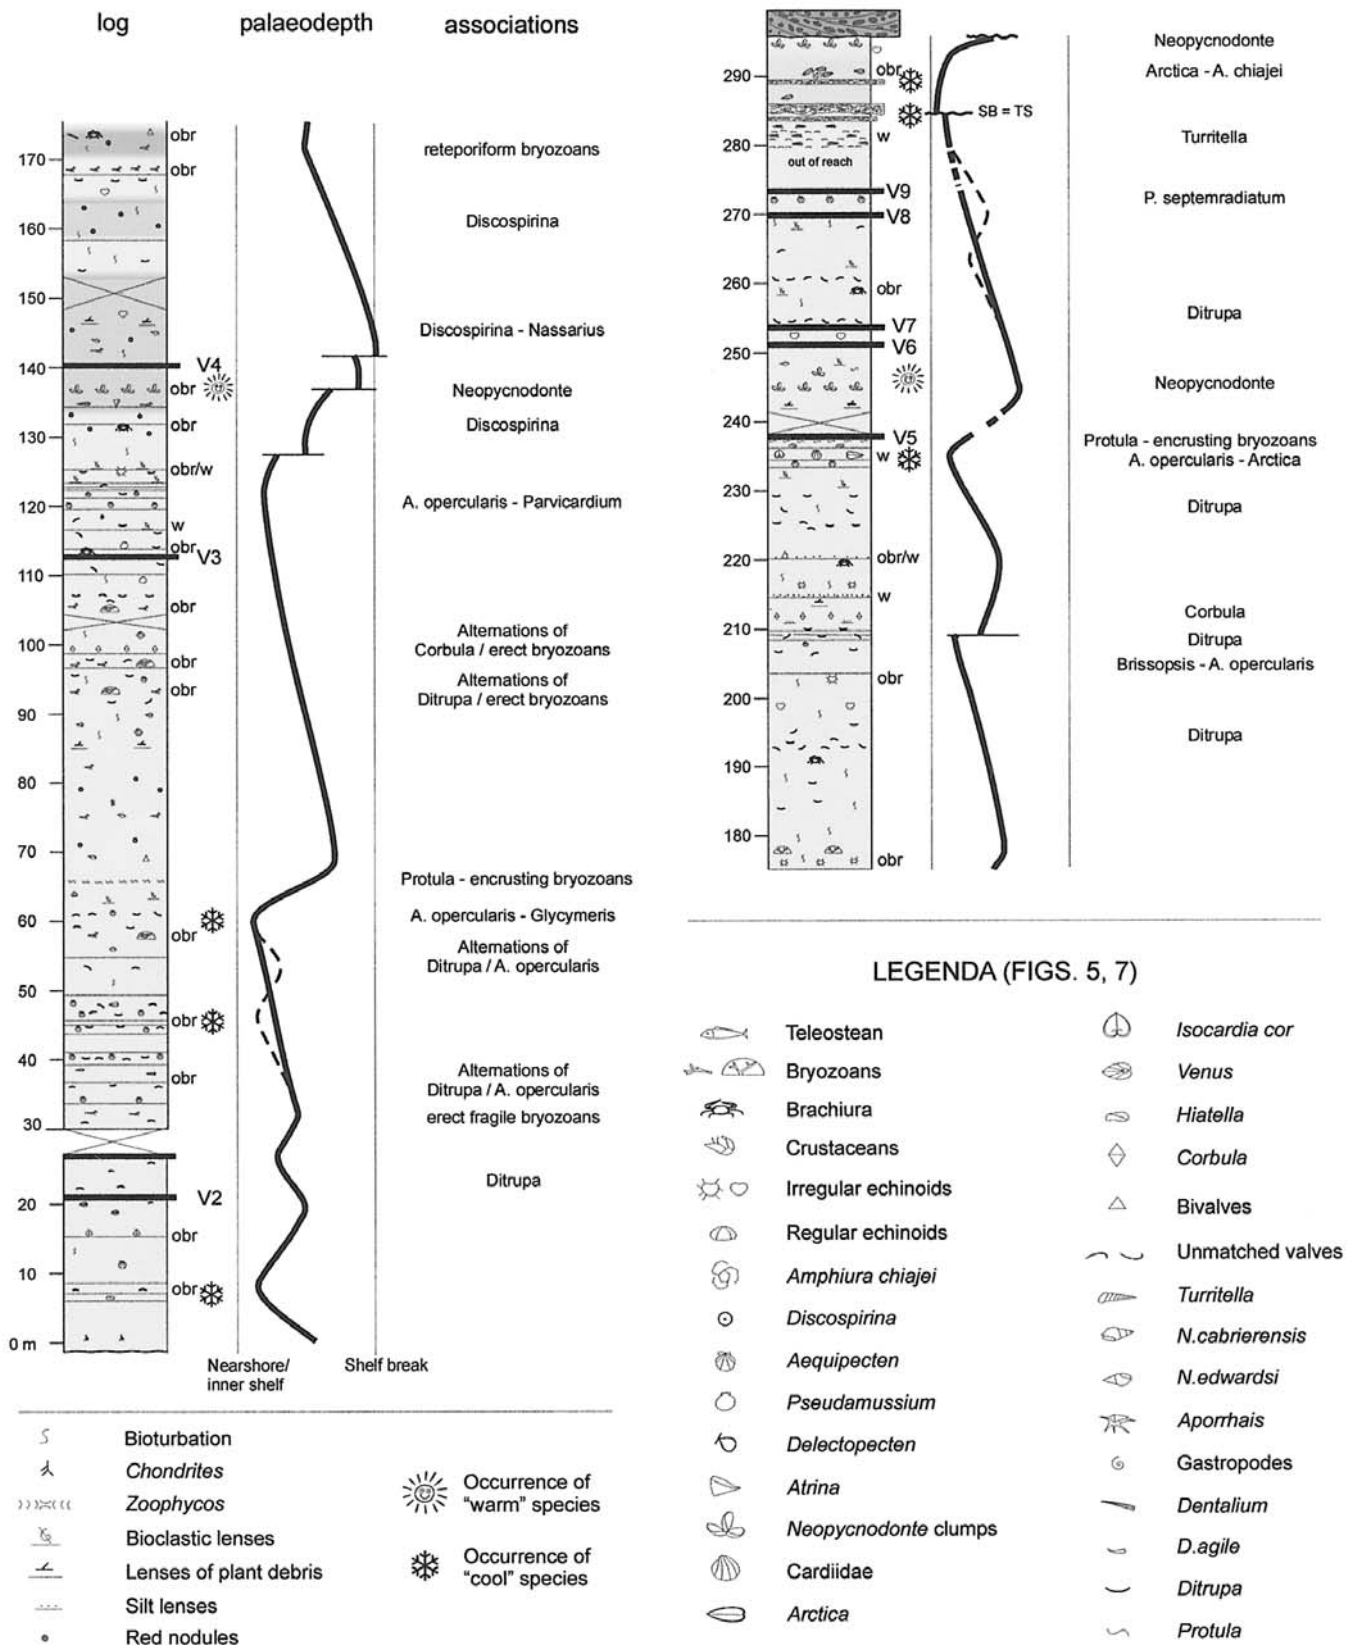 log
palaeodepth
associations
170
160
150
140
130
120
110
100
90
80
70
60
50
40
30
20
10
0 m
obr
obr
V4
obr
obr
obr/w
w
obr
V3
obr
obr
obr
obr
obr
obr
V2
obr
obr
reteporiform bryozoans
Discospirina
Discospirina - Nassarius
Neopycnodonte
Discospirina
A. opercularis - Parvicardium
Alternations of
Corbula / erect bryozoans
Alternations of
Ditrupa / erect bryozoans
Protula - encrusting bryozoans
A. opercularis - Glycymeris
Alternations of
Ditrupa / A. opercularis
Alternations of
Ditrupa / A. opercularis
erect fragile bryozoans
Ditrupa
Nearshore/
inner shelf
Shelf break
290
280
270
260
250
240
230
220
210
200
190
180
obr
w
out of reach
V9
V8
obr
V7
V6
V5
w
obr/w
w
obr
obr
SB = TS
Neopycnodonte
Arctica - A. chiajei
Turritella
P. septemradiatum
Ditrupa
Neopycnodonte
Protula - encrusting bryozoans
A. opercularis - Arctica
Ditrupa
Corbula
Ditrupa
Brissopsis - A. opercularis
Ditrupa
Bioturbation
Chondrites
Zoophycos
Bioclastic lenses
Lenses of plant debris
Silt lenses
Red nodules
Occurrence of
"warm" species
Occurrence of
"cool" species
LEGENDA (FIGS. 5, 7)
Teleostean
Bryozoans
Brachiura
Crustaceans
Irregular echinoids
Regular echinoids
Amphiura chiajei
Discospirina
Aequipecten
Pseudamussium
Delectopecten
Atrina
Neopycnodonte clumps
Cardiidae
Arctica
Isocardia cor
Venus
Hiatella
Corbula
Bivalves
Unmatched valves
Turritella
N.cabrierensis
N.edwardsi
Aporrhais
Gastropodes
Dentalium
D.agile
Ditrupa
Protula